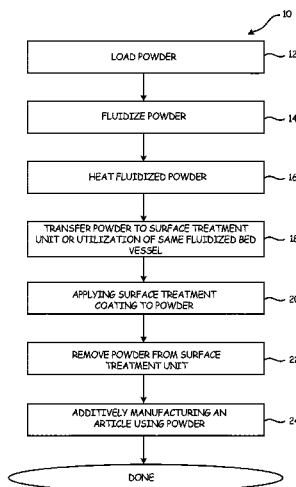 10
LOAD POWDER
12
FLUIDIZE POWDER
14
HEAT FLUIDIZED POWDER
16
TRANSFER POWDER TO SURFACE TREATMENT
UNIT OR UTILIZATION OF SAME FLUIDIZED BED
VESSEL
18
APPLYING SURFACE TREATMENT
COATING TO POWDER
20
REMOVE POWDER FROM SURFACE
TREATMENT UNIT
22
ADDITIVELY MANUFACTURING AN
ARTICLE USING POWDER
24
DONE